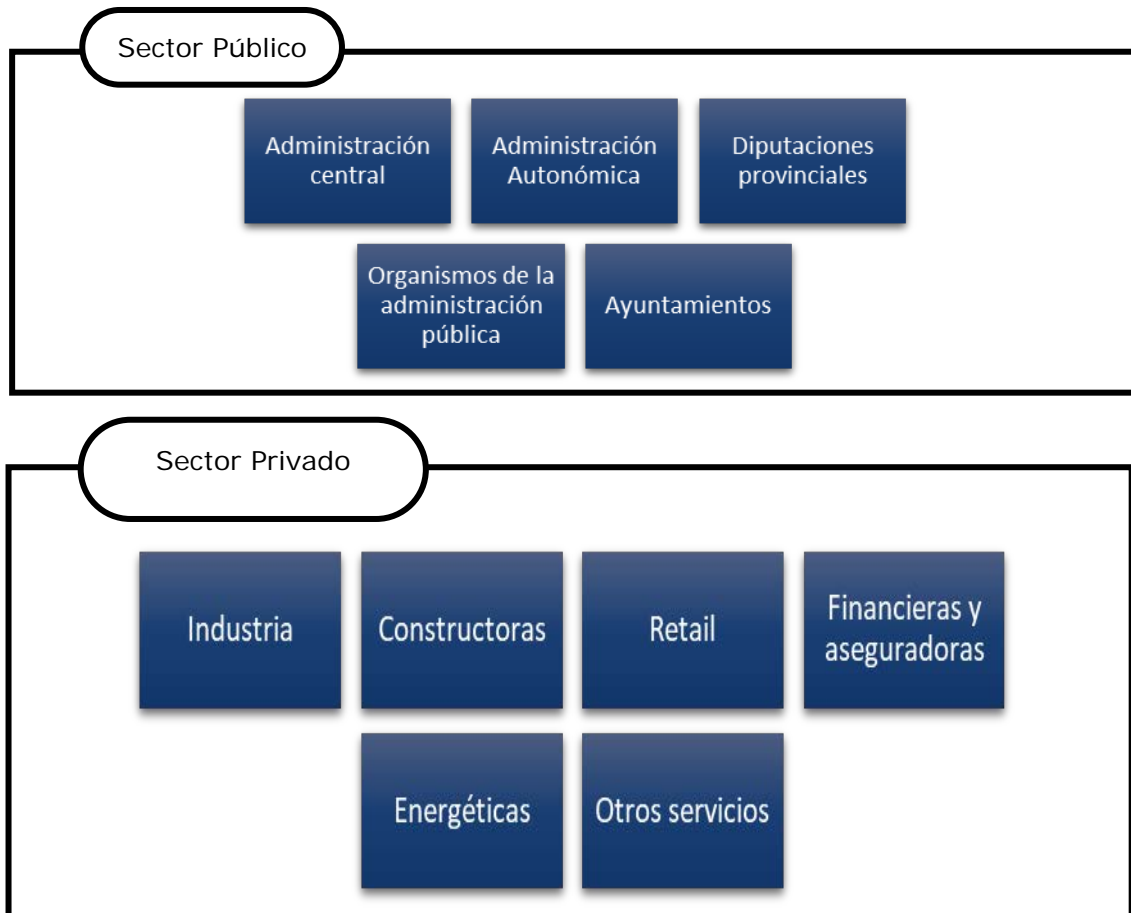 Sector Público
Administración
central
Administración
Autonómica
Diputaciones
provinciales
Organismos de la
administración
pública
Ayuntamientos
Sector Privado
Industria
Constructoras
Retail
Financieras y
aseguradoras
Energéticas
Otros servicios